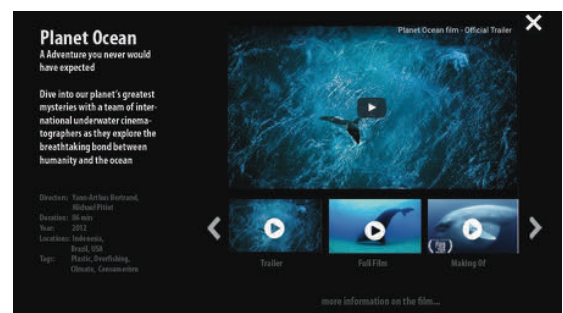 Planet Ocean
A Adventure you never would
have expected
Dive into our planet's greatest
mysteries with a team of inter-
national underwater cinema-
tographers as they explore the
breathtaking bond between
humanity and the ocean
Directors: Yann-Arthus Bertrand,
Michael Pitiot
Duration: 86 min
Year: 2012
Locations: Indonesia,
Brazil, USA
Tags: Plastic, Overfishing,
Climate, Consumerism
Planet Ocean film - Official Trailer
Trailer
Full Film
Making Of
more information on the film...